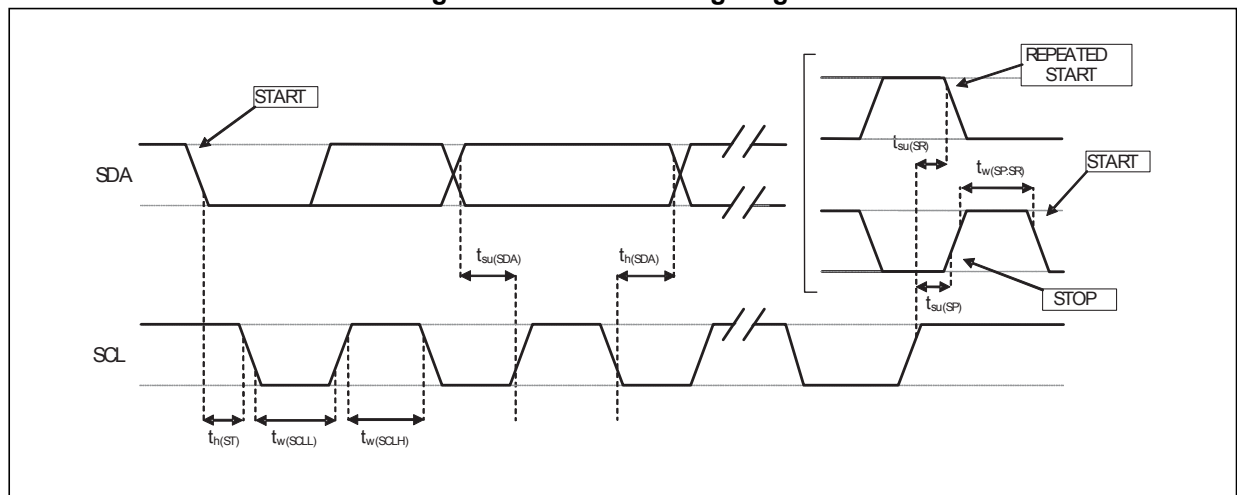 START
REPEATED
START
SDA
t_su(SR)
t_w(SP:SR)
START
t_su(SDA)
t_h(SDA)
t_su(SP)
STOP
SCL
t_h(ST)
t_w(SCLL)
t_w(SCLH)